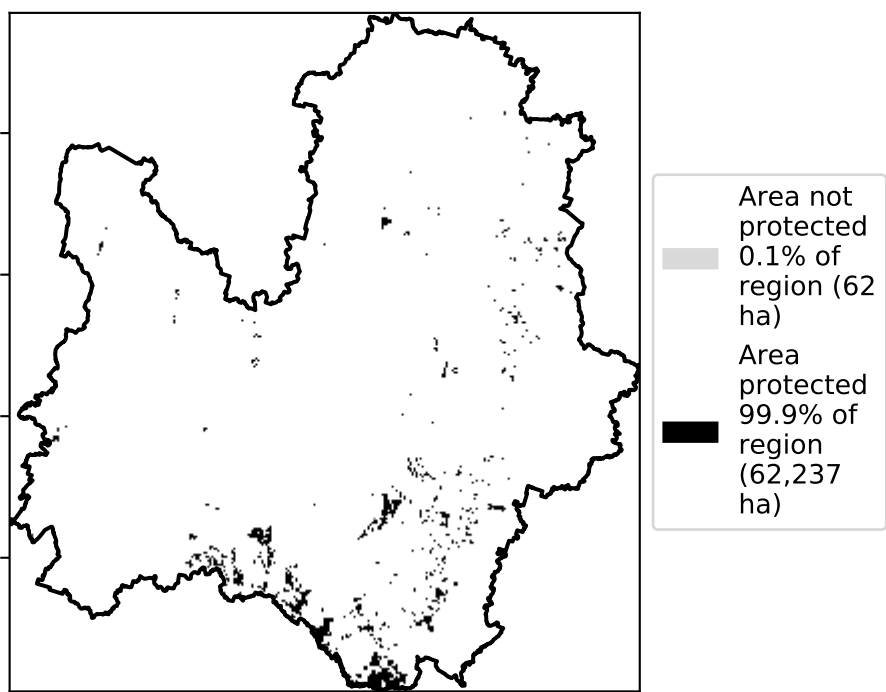 Area not
protected
0.1% of
region (62
ha)
Area
protected
99.9% of
region
(62,237
ha)